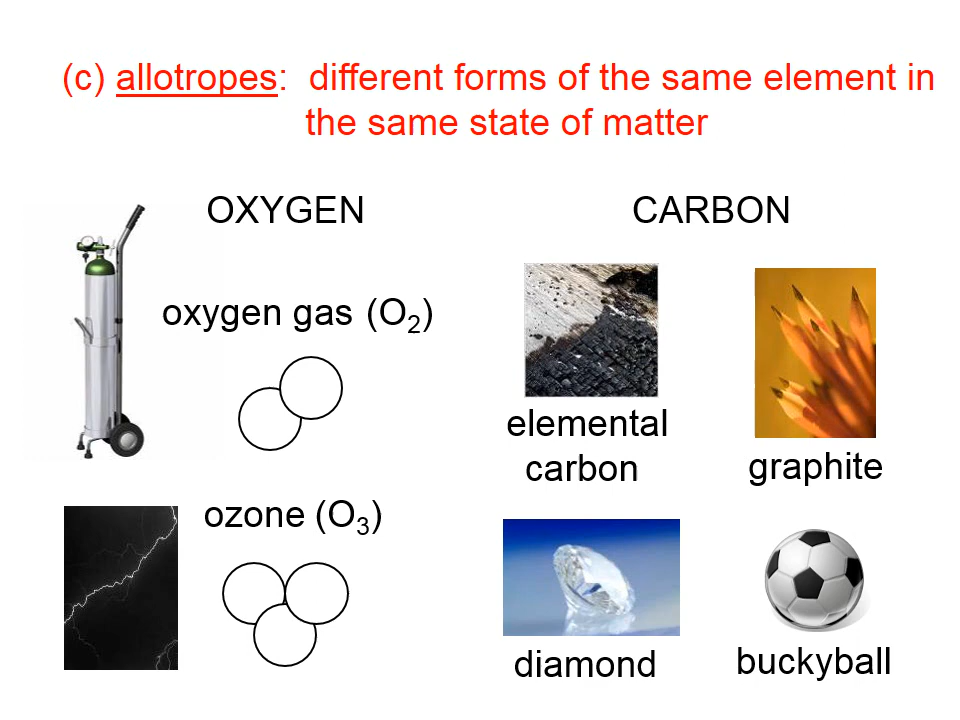 (c) allotropes: different forms of the same element in
the same state of matter
OXYGEN
oxygen gas (O₂)
ozone (O₃)
CARBON
elemental
carbon
graphite
diamond
buckyball